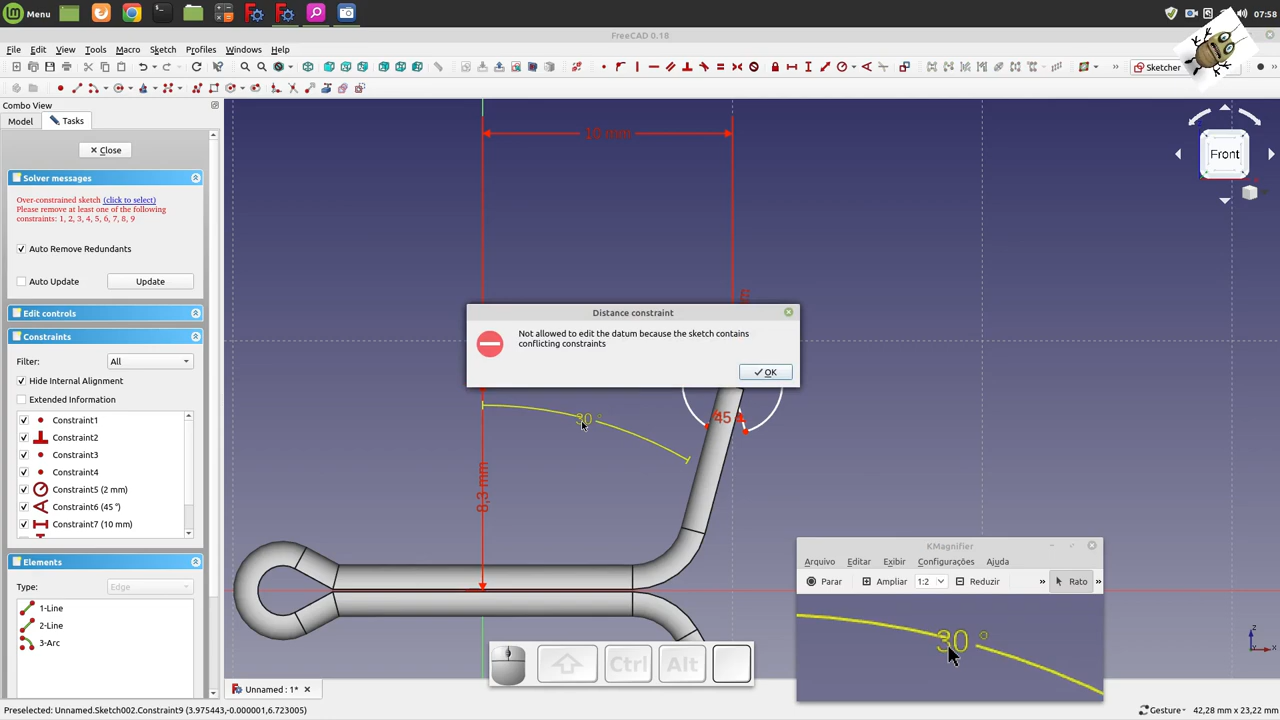 Menu
07:58
FreeCAD 0.18
File Edit View Tools Macro Sketch Profiles Windows Help
Sketcher
Combo View
Model Tasks
Close
Solver messages
Over-constrained sketch (click to select)
Please remove at least one of the following
constraints: 1, 2, 3, 4, 5, 6, 7, 8, 9
Auto Remove Redundants
Auto Update Update
Edit controls
Constraints
Filter: All
Hide Internal Alignment
Extended Information
Constraint1
Constraint2
Constraint3
Constraint4
Constraint5 (2 mm)
Constraint6 (45 °)
Constraint7 (10 mm)
Elements
Type: Edge
1-Line
2-Line
3-Arc
10 mm
Front
Distance constraint
Not allowed to edit the datum because the sketch contains
conflicting constraints
OK
30 °
45
8,3 mm
KMagnifier
Arquivo Editar Exibir Configurações Ajuda
Parar Ampliar 1:2 Reduzir » Rato »
30 °
Ctrl Alt
z
x
Unnamed : 1*
Preselected: Unnamed.Sketch002.Constraint9 (3.975443,-0.000001,6.723005)
Gesture 42,28 mm × 23,22 mm